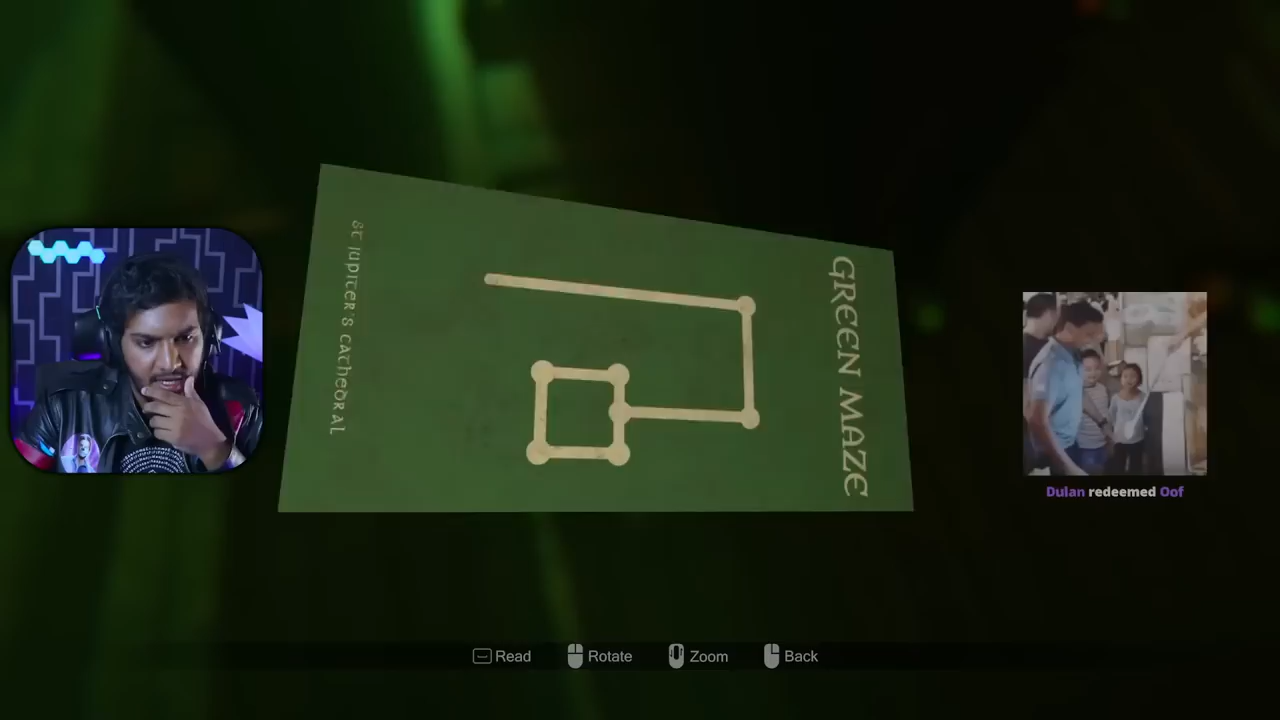 GREEN MAZE
ST JUPITER'S CATHEDRAL
Dulan redeemed Oof
Read
Rotate
Zoom
Back